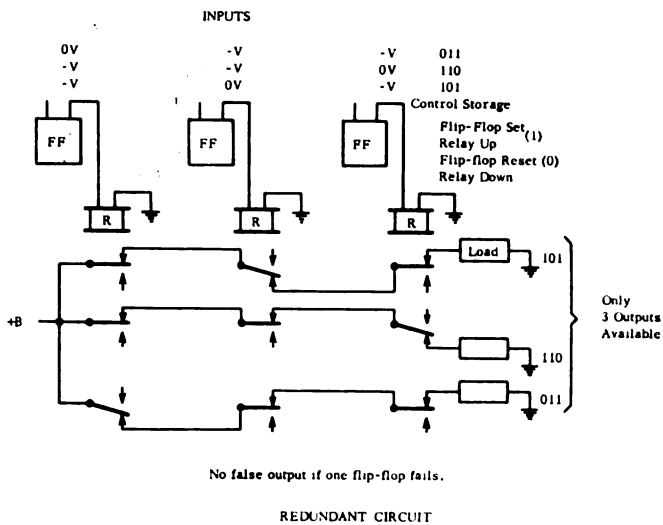 INPUTS
0V -V -V 011
-V -V 0V 110
-V 0V -V 101
Control Storage
FF FF FF
Flip-Flop Set (1)
Relay Up
Flip-flop Reset (0)
Relay Down
R R R
Load
101
+B
Only
3 Outputs
Available
110
011
No false output if one flip-flop fails.
REDUNDANT CIRCUIT